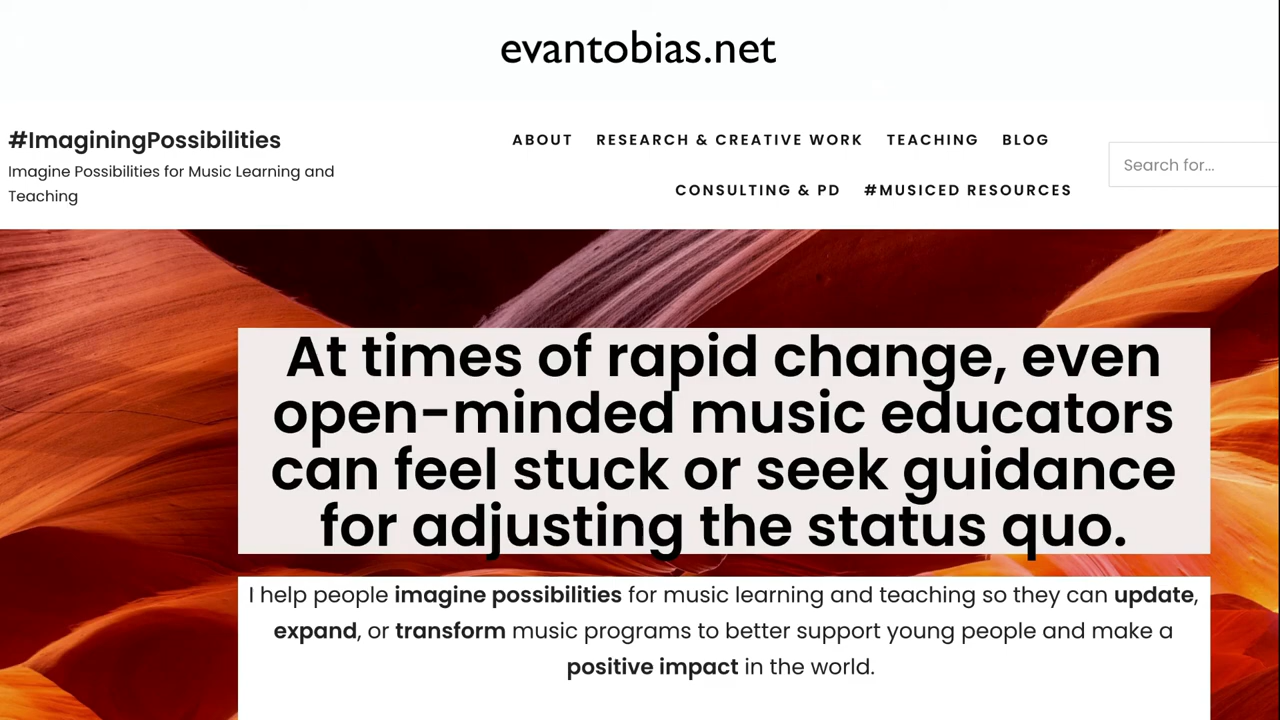 evantobias.net
#ImaginingPossibilities
Imagine Possibilities for Music Learning and
Teaching
ABOUT RESEARCH & CREATIVE WORK TEACHING BLOG
CONSULTING & PD #MUSICED RESOURCES
Search for...
At times of rapid change, even
open-minded music educators
can feel stuck or seek guidance
for adjusting the status quo.
I help people imagine possibilities for music learning and teaching so they can update,
expand, or transform music programs to better support young people and make a
positive impact in the world.